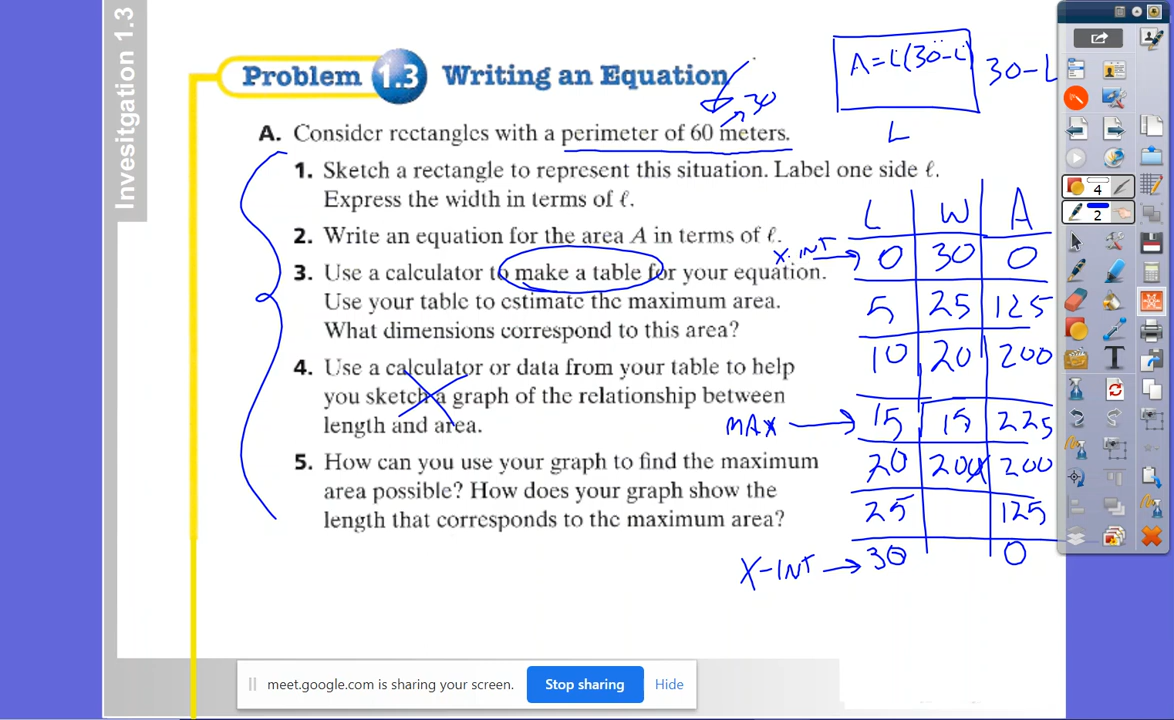 Invesitgation 1.3
Problem 1.3 Writing an Equation
A = L(30-L)
30-L
L
30
A. Consider rectangles with a perimeter of 60 meters.
1. Sketch a rectangle to represent this situation. Label one side ℓ.
Express the width in terms of ℓ.
2. Write an equation for the area A in terms of ℓ.
3. Use a calculator to make a table for your equation.
Use your table to estimate the maximum area.
What dimensions correspond to this area?
4. Use a calculator or data from your table to help
you sketch a graph of the relationship between
length and area.
5. How can you use your graph to find the maximum
area possible? How does your graph show the
length that corresponds to the maximum area?
L W A
X-INT → 0 30 0
5 25 125
10 20 200
MAX → 15 15 225
20 200 200
25 125
X-INT → 30 0
4
2
T
meet.google.com is sharing your screen. Stop sharing Hide